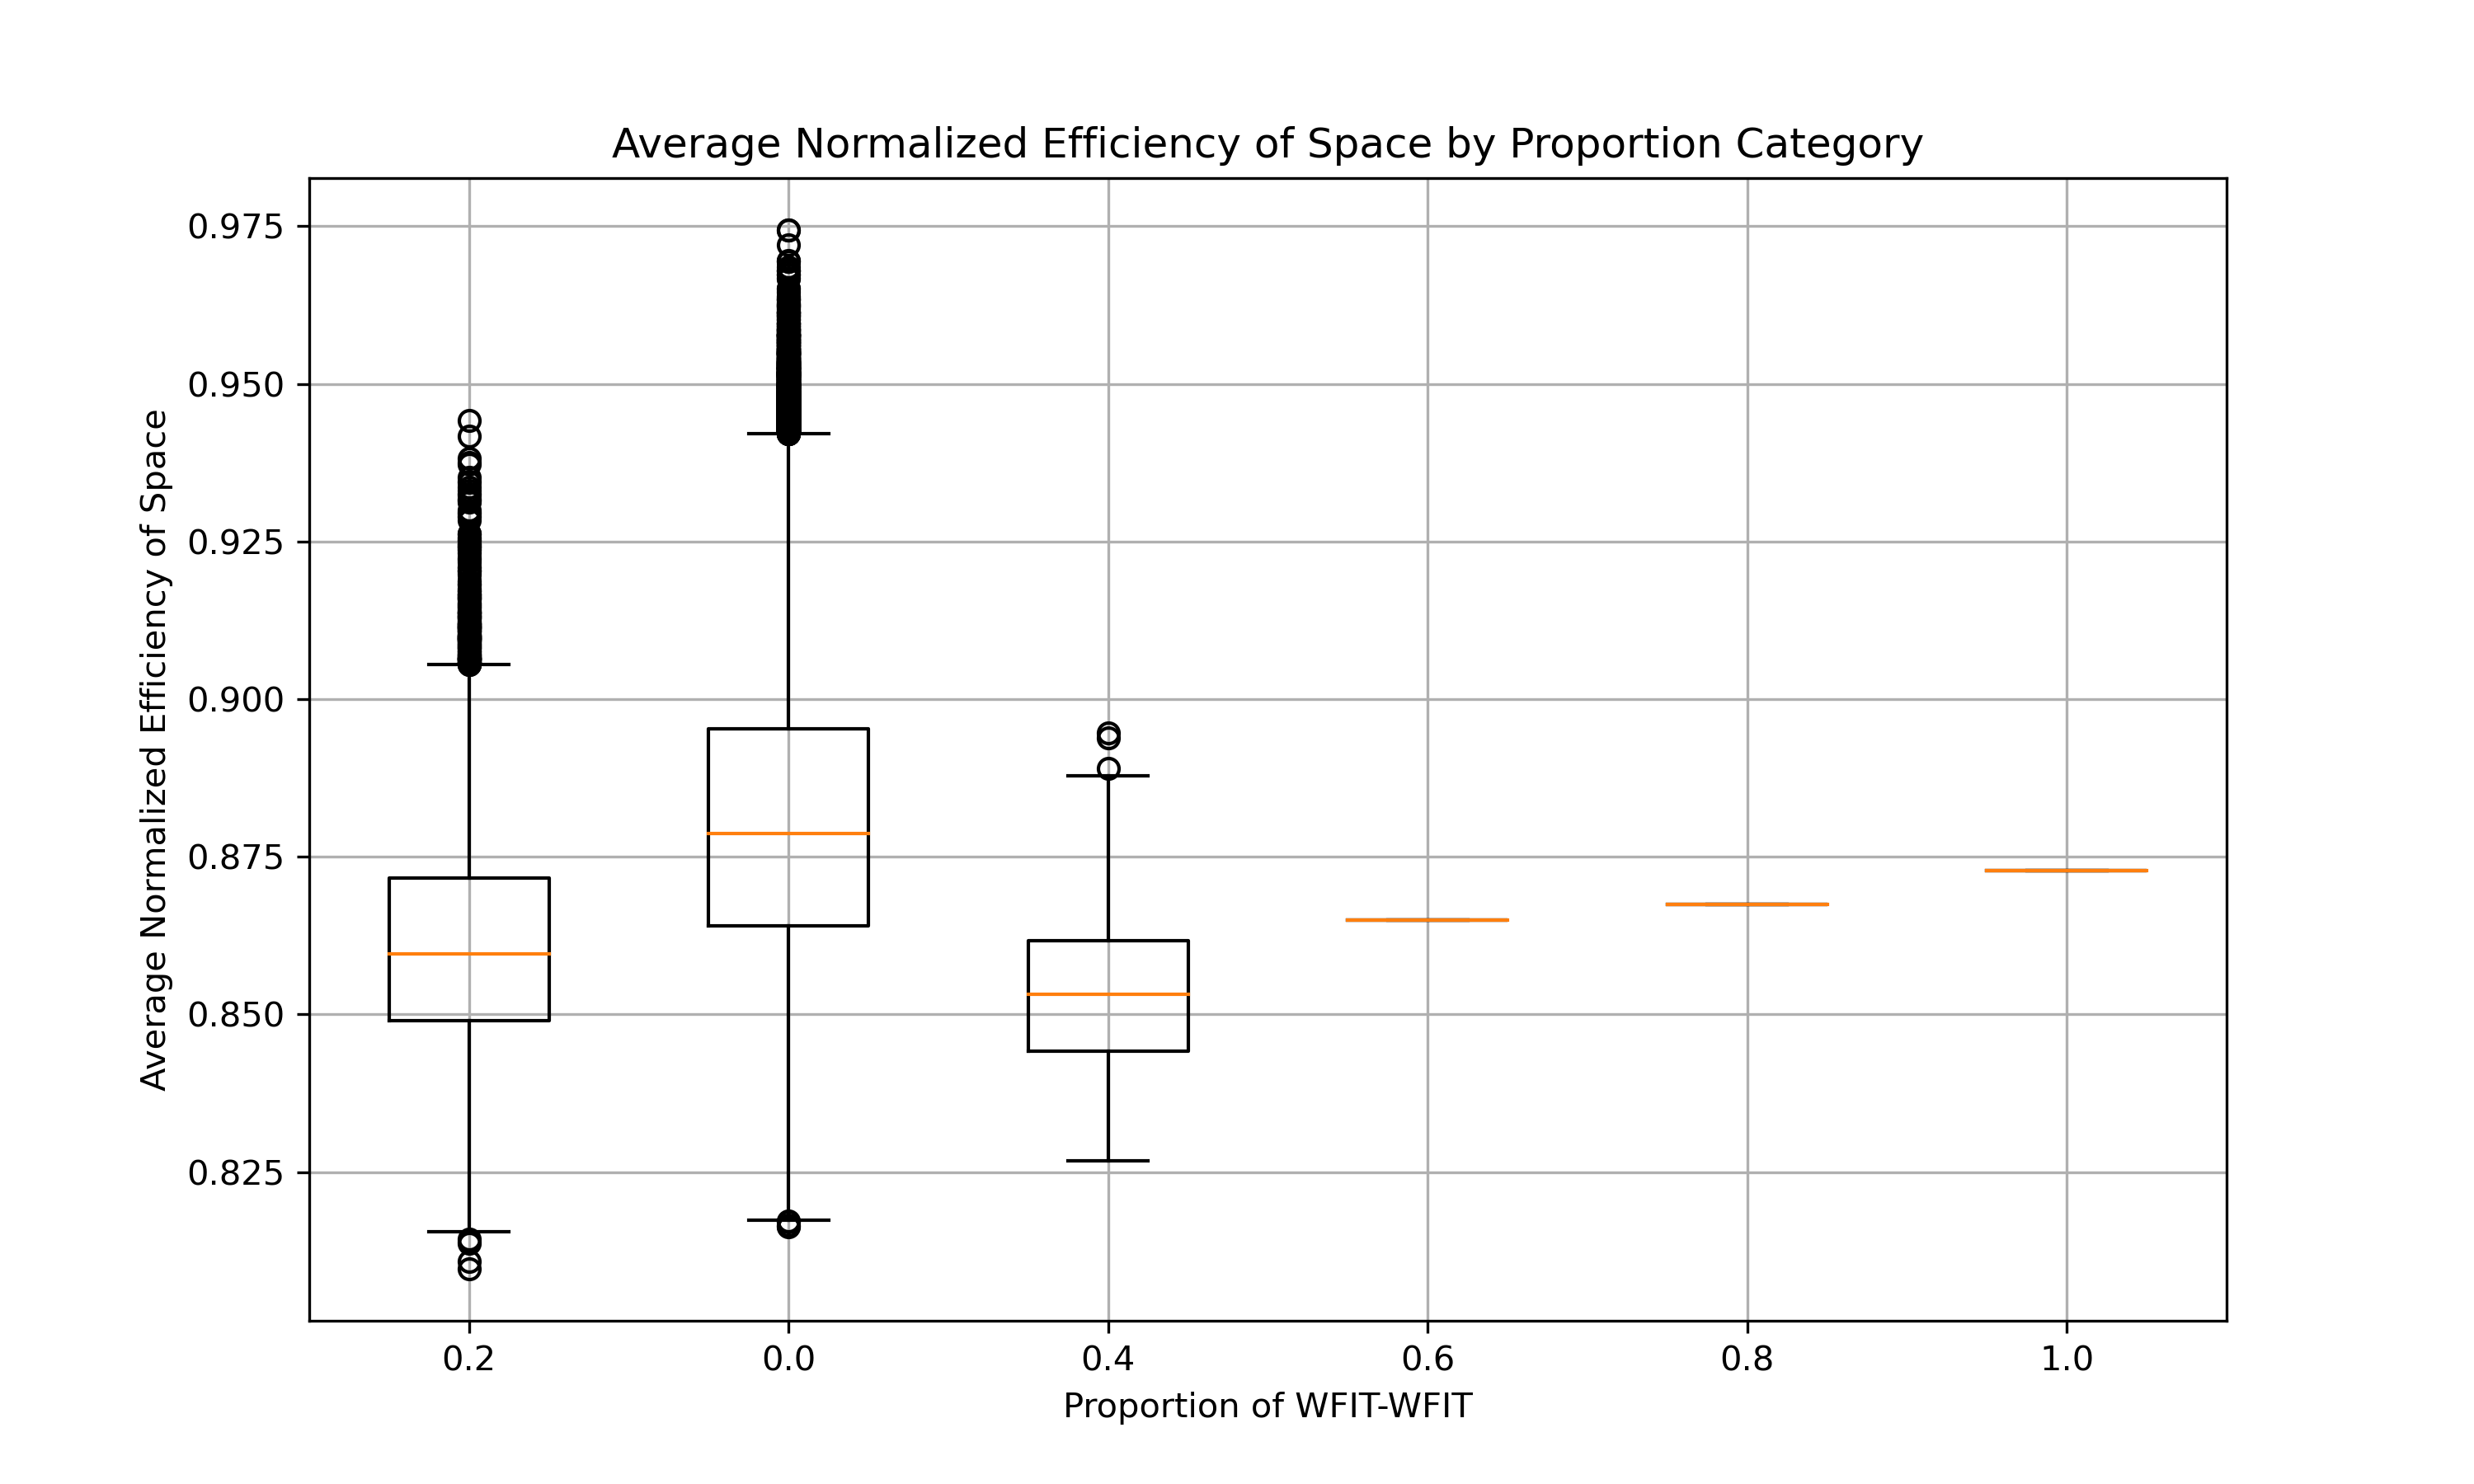 Average Normalized Efficiency of Space by Proportion Category
Average Normalized Efficiency of Space
0.975
0.950
0.925
0.900
0.875
0.850
0.825
0.2 0.0 0.4 0.6 0.8 1.0
Proportion of WFIT-WFIT